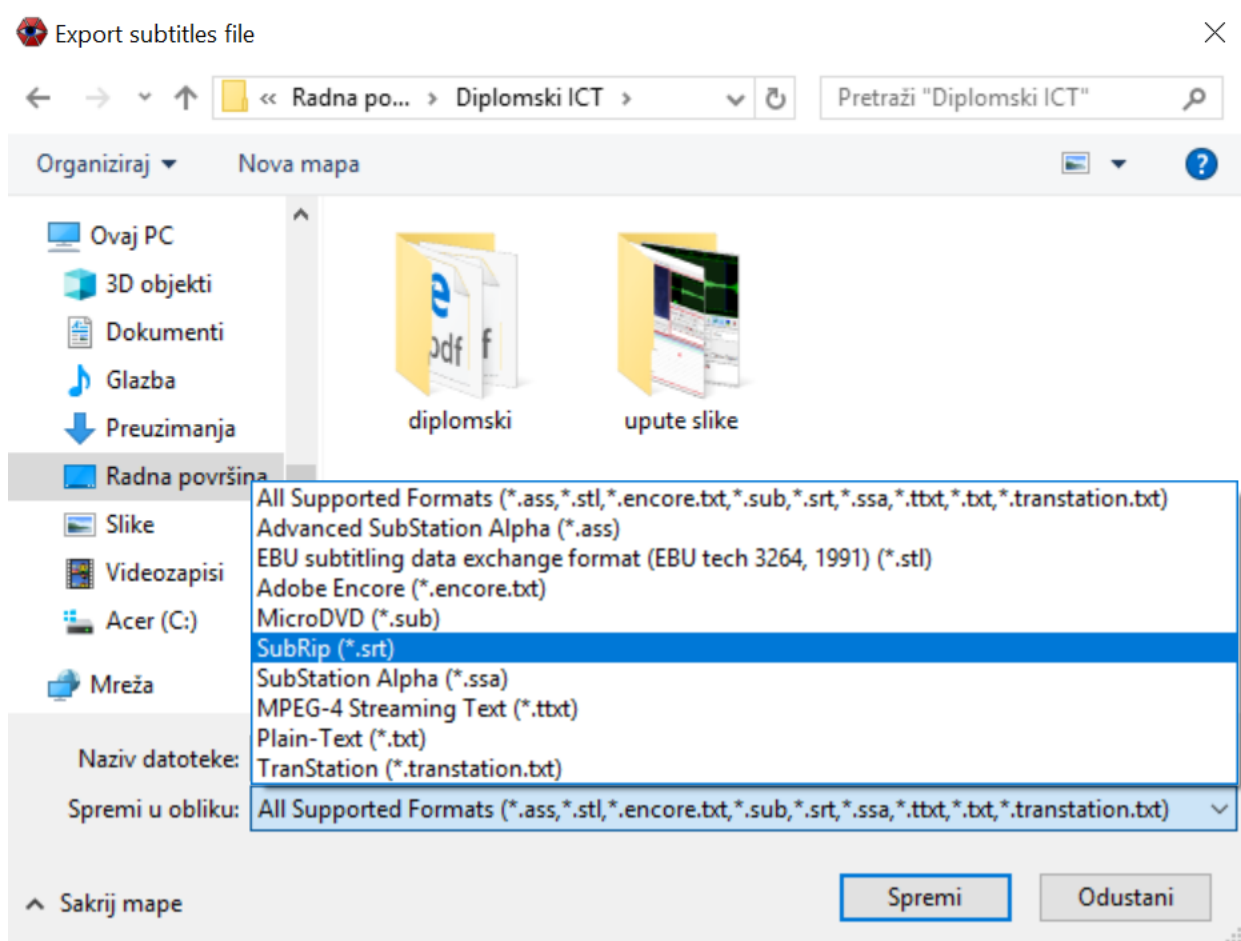 Export subtitles file
« Radna po... › Diplomski ICT ›
Pretraži "Diplomski ICT"
Organiziraj
Nova mapa
Ovaj PC
3D objekti
Dokumenti
Glazba
Preuzimanja
Radna površina
Slike
Videozapisi
Acer (C:)
Mreža
pdf
f
diplomski
upute slike
All Supported Formats (*.ass,*.stl,*.encore.txt,*.sub,*.srt,*.ssa,*.ttxt,*.txt,*.transtation.txt)
Advanced SubStation Alpha (*.ass)
EBU subtitling data exchange format (EBU tech 3264, 1991) (*.stl)
Adobe Encore (*.encore.txt)
MicroDVD (*.sub)
SubRip (*.srt)
SubStation Alpha (*.ssa)
MPEG-4 Streaming Text (*.ttxt)
Plain-Text (*.txt)
TranStation (*.transtation.txt)
Naziv datoteke:
Spremi u obliku: All Supported Formats (*.ass,*.stl,*.encore.txt,*.sub,*.srt,*.ssa,*.ttxt,*.txt,*.transtation.txt)
Sakrij mape
Spremi
Odustani